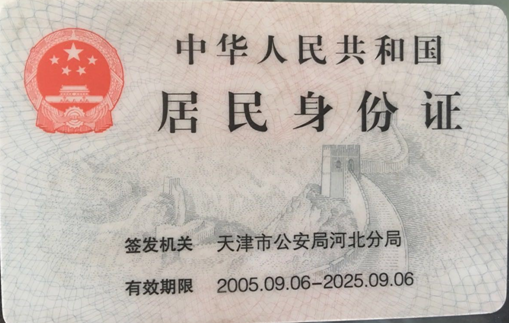 中华人民共和国
居民身份证
签发机关 天津市公安局河北分局
有效期限 2005.09.06-2025.09.06